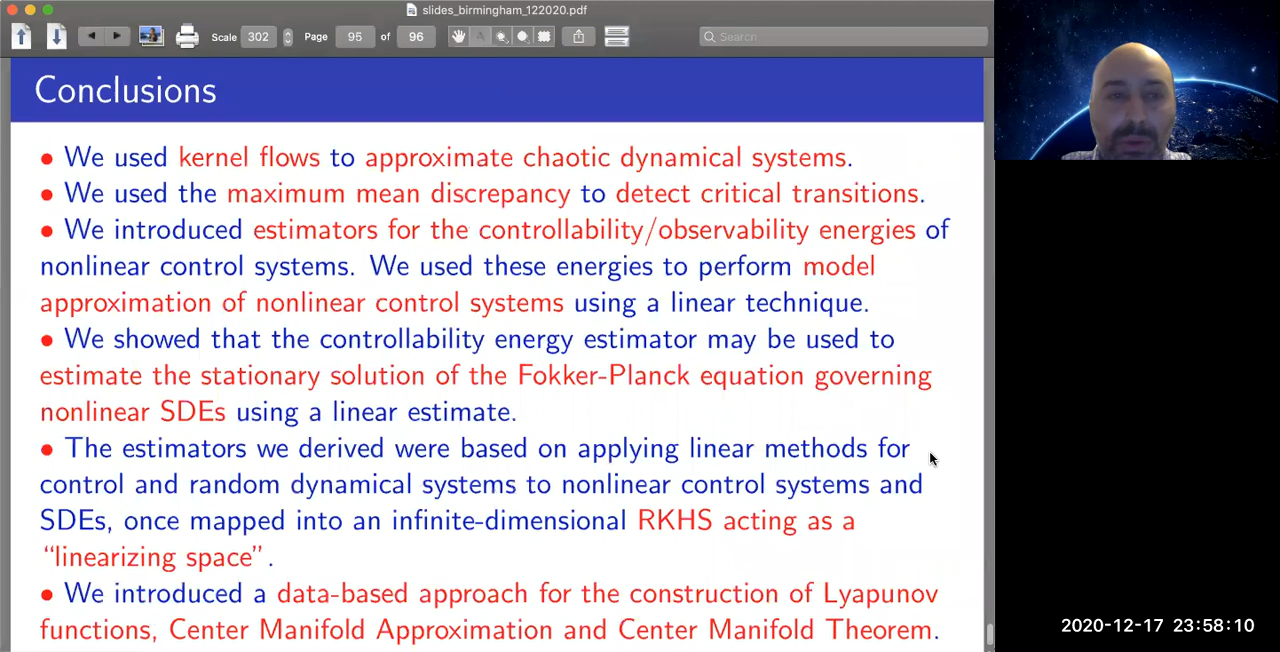 slides_birmingham_122020.pdf
Scale 302 Page 95 of 96 Search
Conclusions
• We used kernel flows to approximate chaotic dynamical systems.
• We used the maximum mean discrepancy to detect critical transitions.
• We introduced estimators for the controllability/observability energies of
nonlinear control systems. We used these energies to perform model
approximation of nonlinear control systems using a linear technique.
• We showed that the controllability energy estimator may be used to
estimate the stationary solution of the Fokker-Planck equation governing
nonlinear SDEs using a linear estimate.
• The estimators we derived were based on applying linear methods for
control and random dynamical systems to nonlinear control systems and
SDEs, once mapped into an infinite-dimensional RKHS acting as a
“linearizing space”.
• We introduced a data-based approach for the construction of Lyapunov
functions, Center Manifold Approximation and Center Manifold Theorem.
2020-12-17 23:58:10